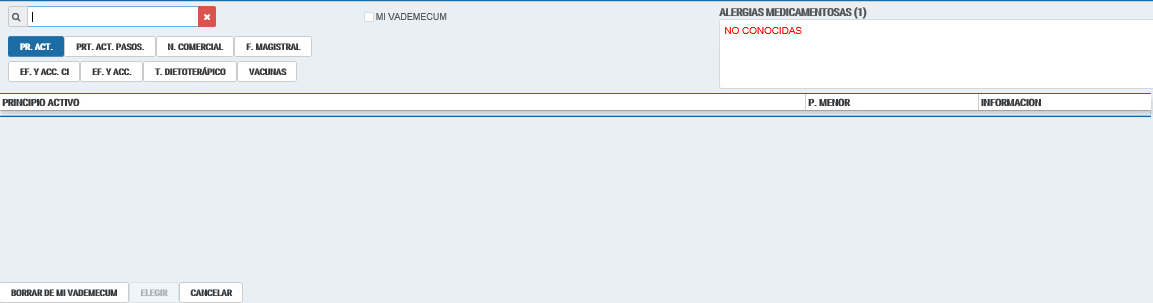 MI VADEMECUM
ALERGIAS MEDICAMENTOSAS (1)
NO CONOCIDAS
PR. ACT. PRT. ACT. PASOS. N. COMERCIAL F. MAGISTRAL
EF. Y ACC. CI EF. Y ACC. T. DIETOTERÁPICO VACUNAS
PRINCIPIO ACTIVO P. MENOR INFORMACION
BORRAR DE MI VADEMECUM ELEGIR CANCELAR